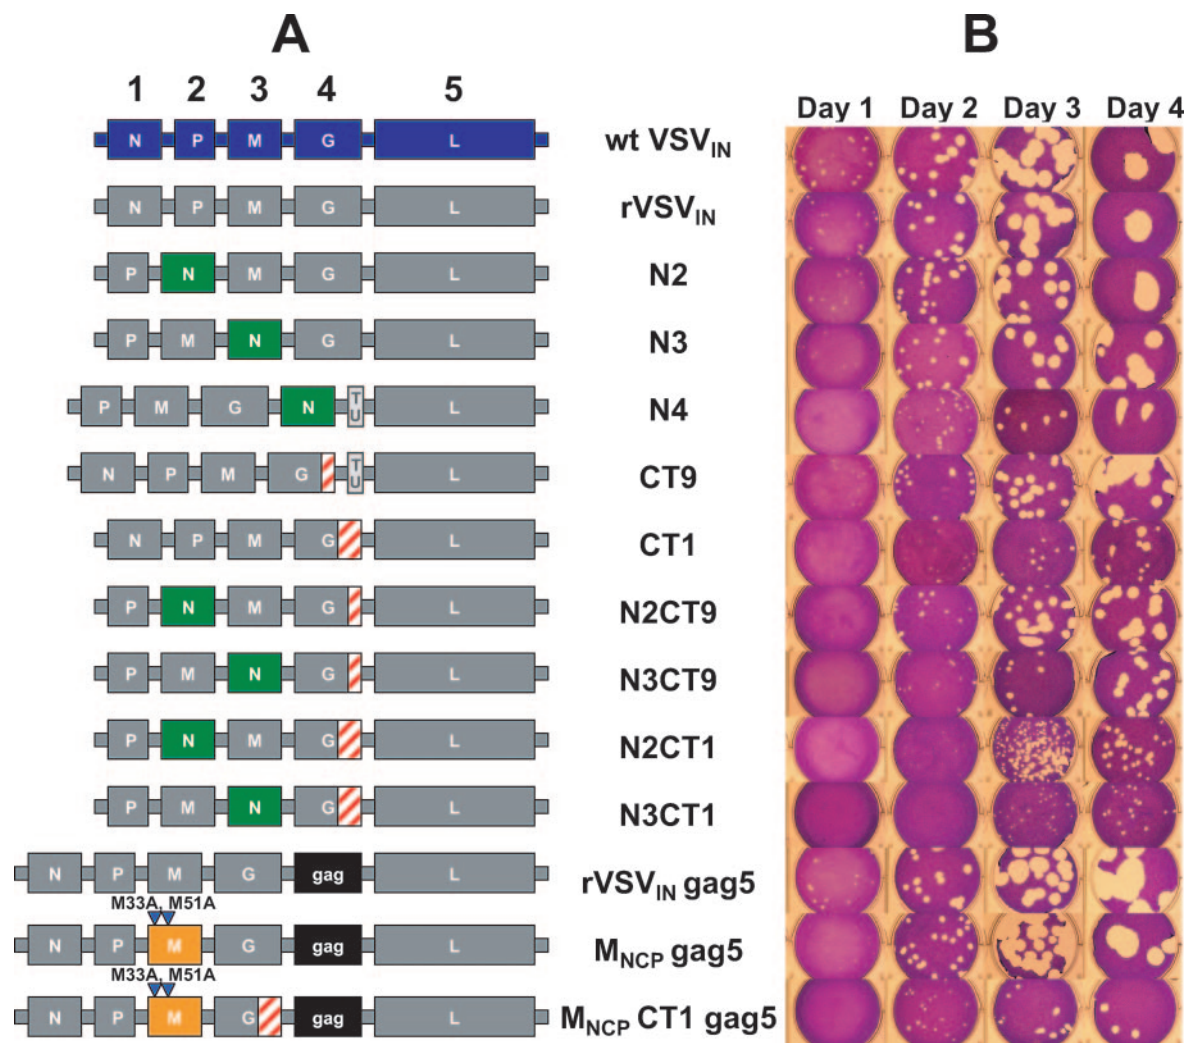 A B
1 2 3 4 5
Day 1 Day 2 Day 3 Day 4
N P M G L wt VSVIN
N P M G L rVSVIN
P N M G L N2
P M N G L N3
P M G N TU L N4
N P M G TU L CT9
N P M G L CT1
P N M G L N2CT9
P M N G L N3CT9
P N M G L N2CT1
P M N G L N3CT1
N P M G gag L rVSVIN gag5
M33A, M51A
N P M G gag L MNCP gag5
M33A, M51A
N P M G gag L MNCP CT1 gag5